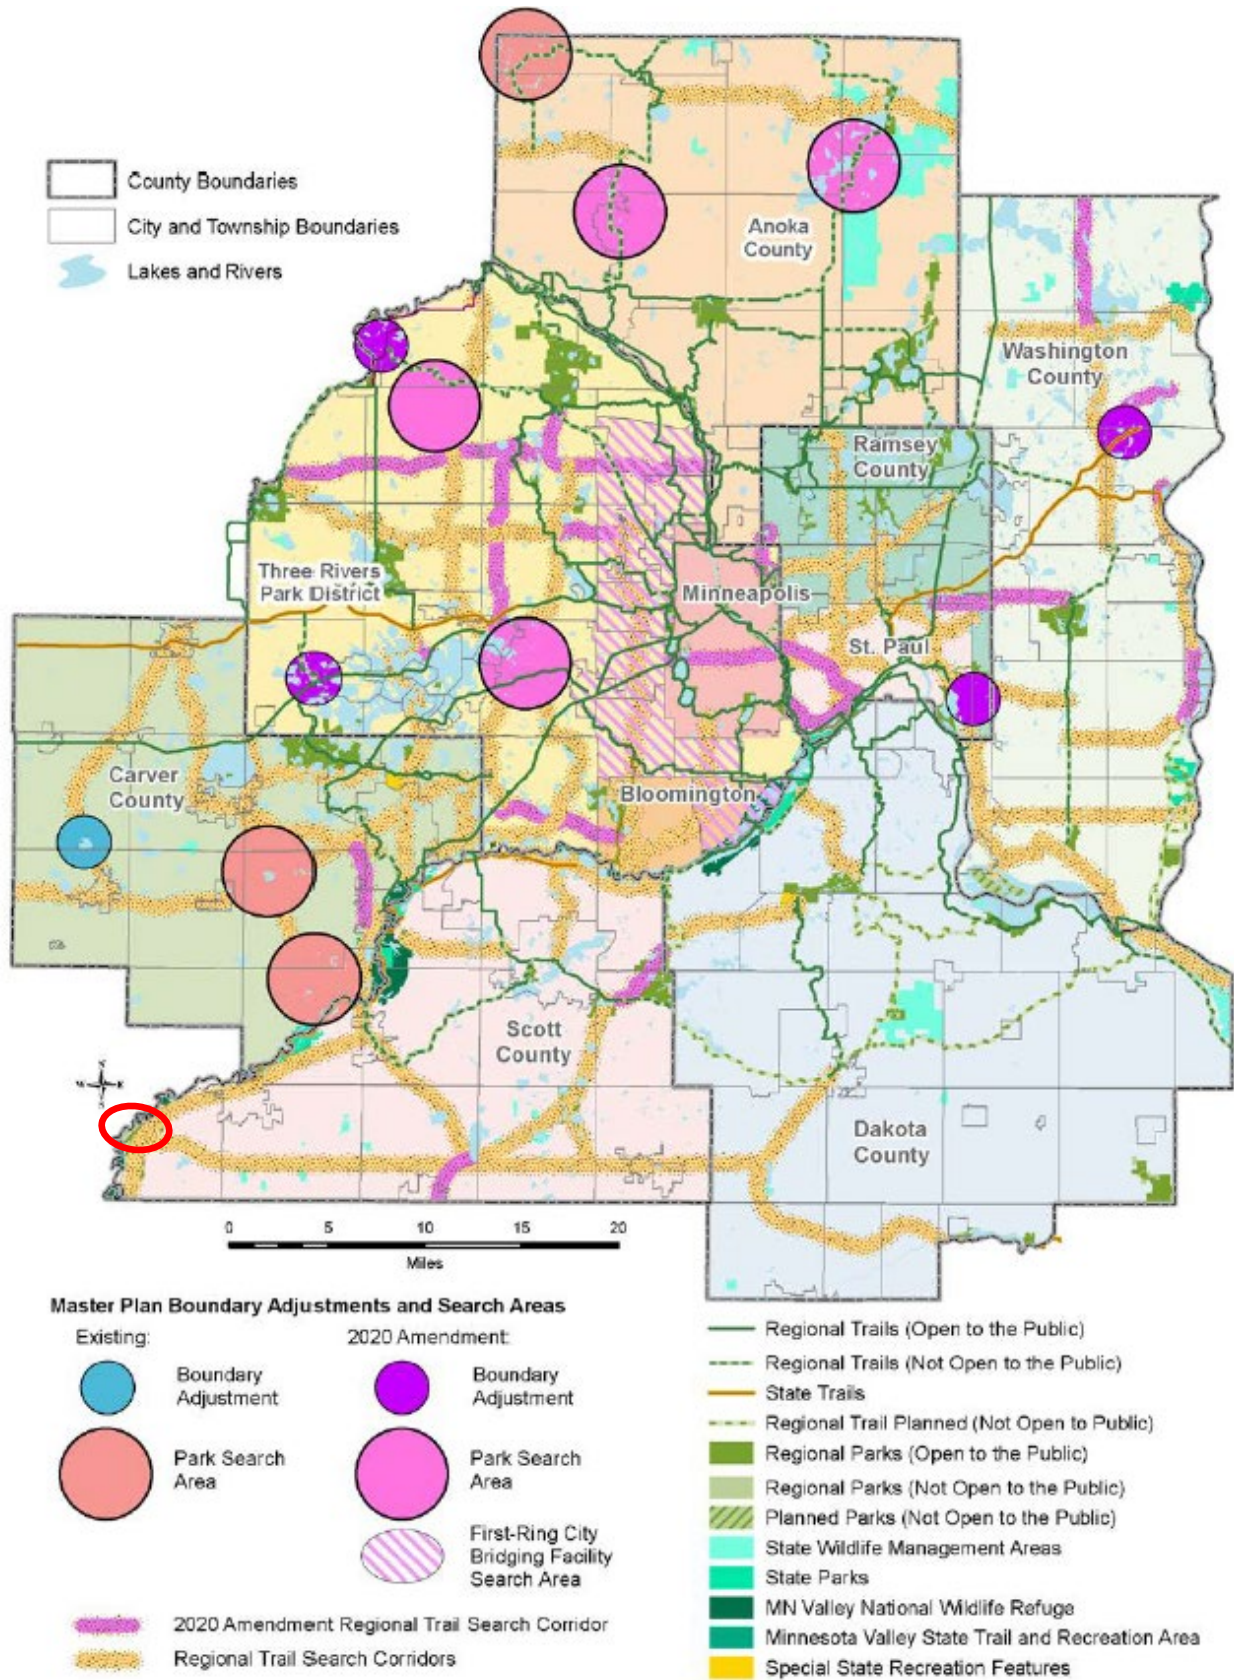 County Boundaries
City and Township Boundaries
Lakes and Rivers
Anoka
County
Washington
County
Ramsey
County
Three Rivers
Park District
Minneapolis
St. Paul
Carver
County
Bloomington
Scott
County
Dakota
County
0 5 10 15 20
Miles
Master Plan Boundary Adjustments and Search Areas
Existing:
Boundary
Adjustment
Park Search
Area
2020 Amendment:
Boundary
Adjustment
Park Search
Area
First-Ring City
Bridging Facility
Search Area
2020 Amendment Regional Trail Search Corridor
Regional Trail Search Corridors
Regional Trails (Open to the Public)
Regional Trails (Not Open to the Public)
State Trails
Regional Trail Planned (Not Open to Public)
Regional Parks (Open to the Public)
Regional Parks (Not Open to the Public)
Planned Parks (Not Open to the Public)
State Wildlife Management Areas
State Parks
MN Valley National Wildlife Refuge
Minnesota Valley State Trail and Recreation Area
Special State Recreation Features